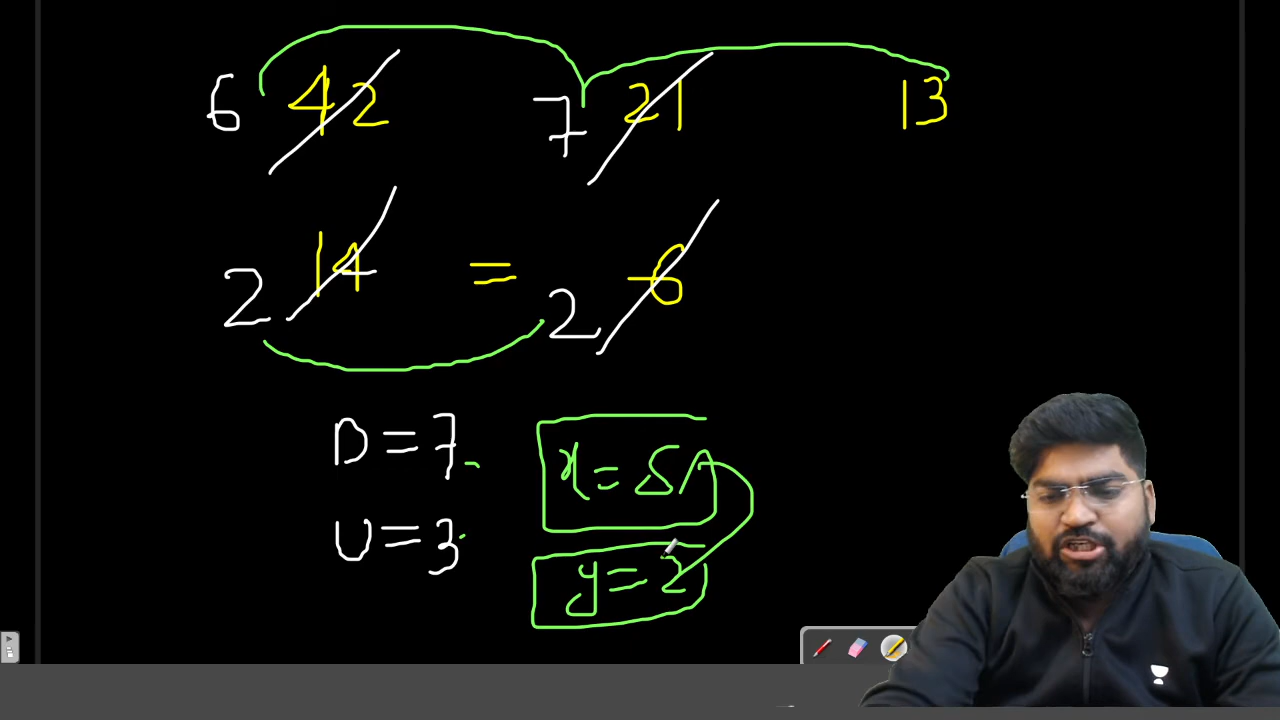 6 42 7 21 13
2 14 = 2 -6
D = 7
x = 5
U = 3
y = 2